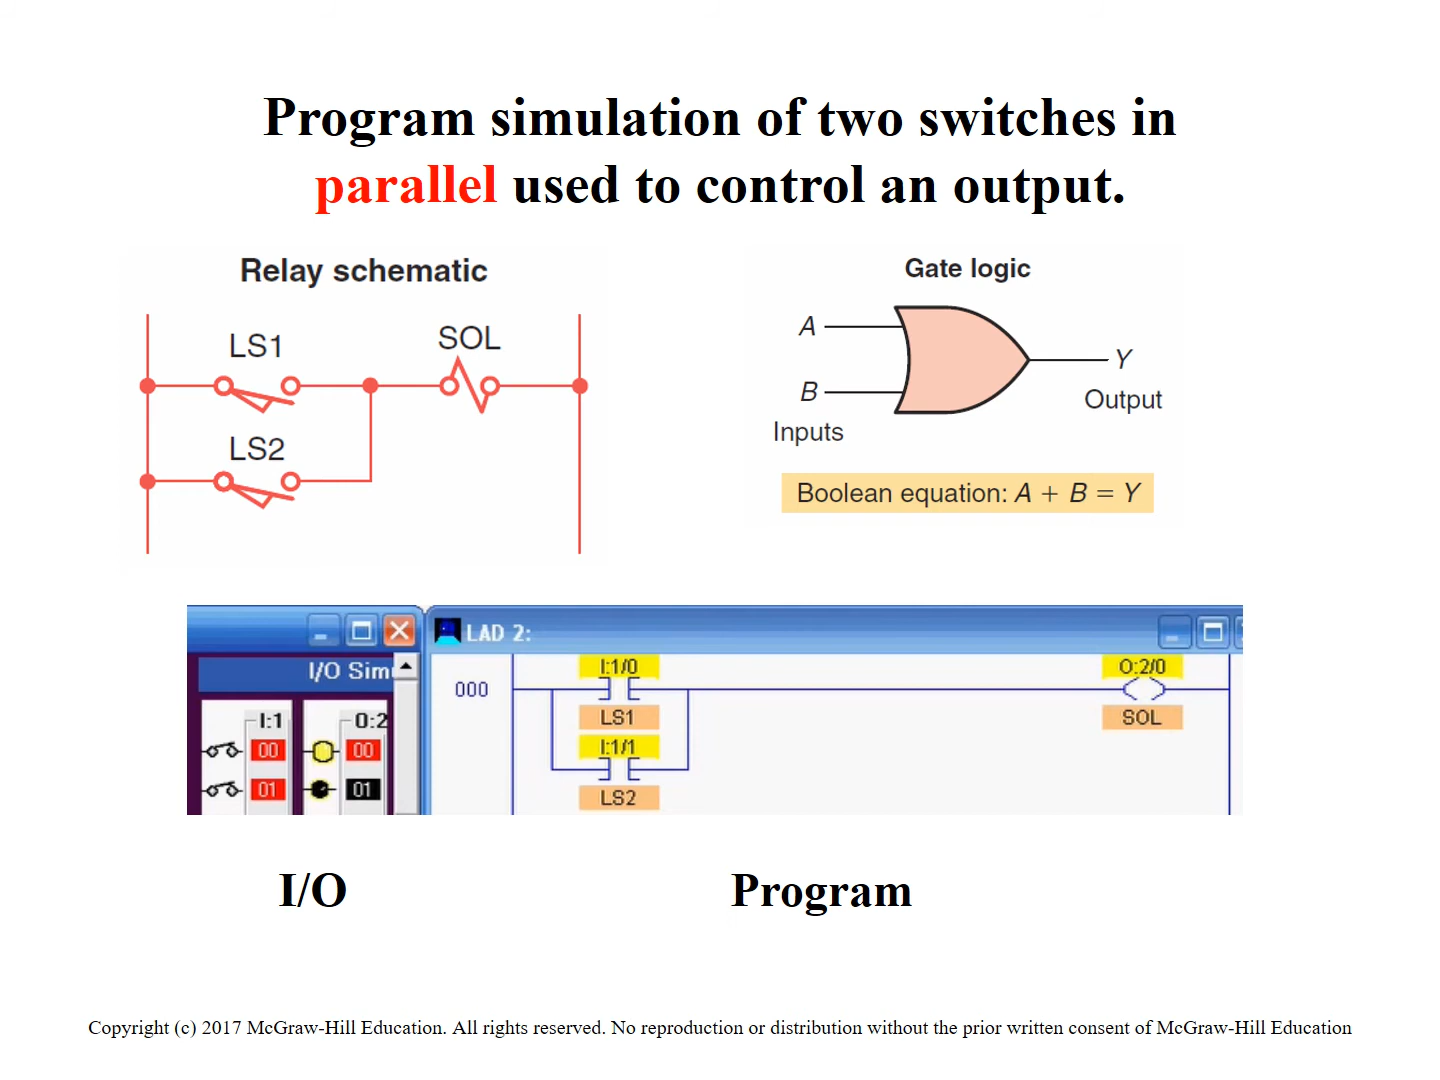 Program simulation of two switches in
parallel used to control an output.
Relay schematic
LS1
SOL
LS2
Gate logic
A
B
Inputs
Y
Output
Boolean equation: A + B = Y
I/O Sim
I:1
O:2
00
00
01
01
LAD 2:
000
I:1/0
LS1
I:1/1
LS2
O:2/0
SOL
I/O
Program
Copyright (c) 2017 McGraw-Hill Education. All rights reserved. No reproduction or distribution without the prior written consent of McGraw-Hill Education